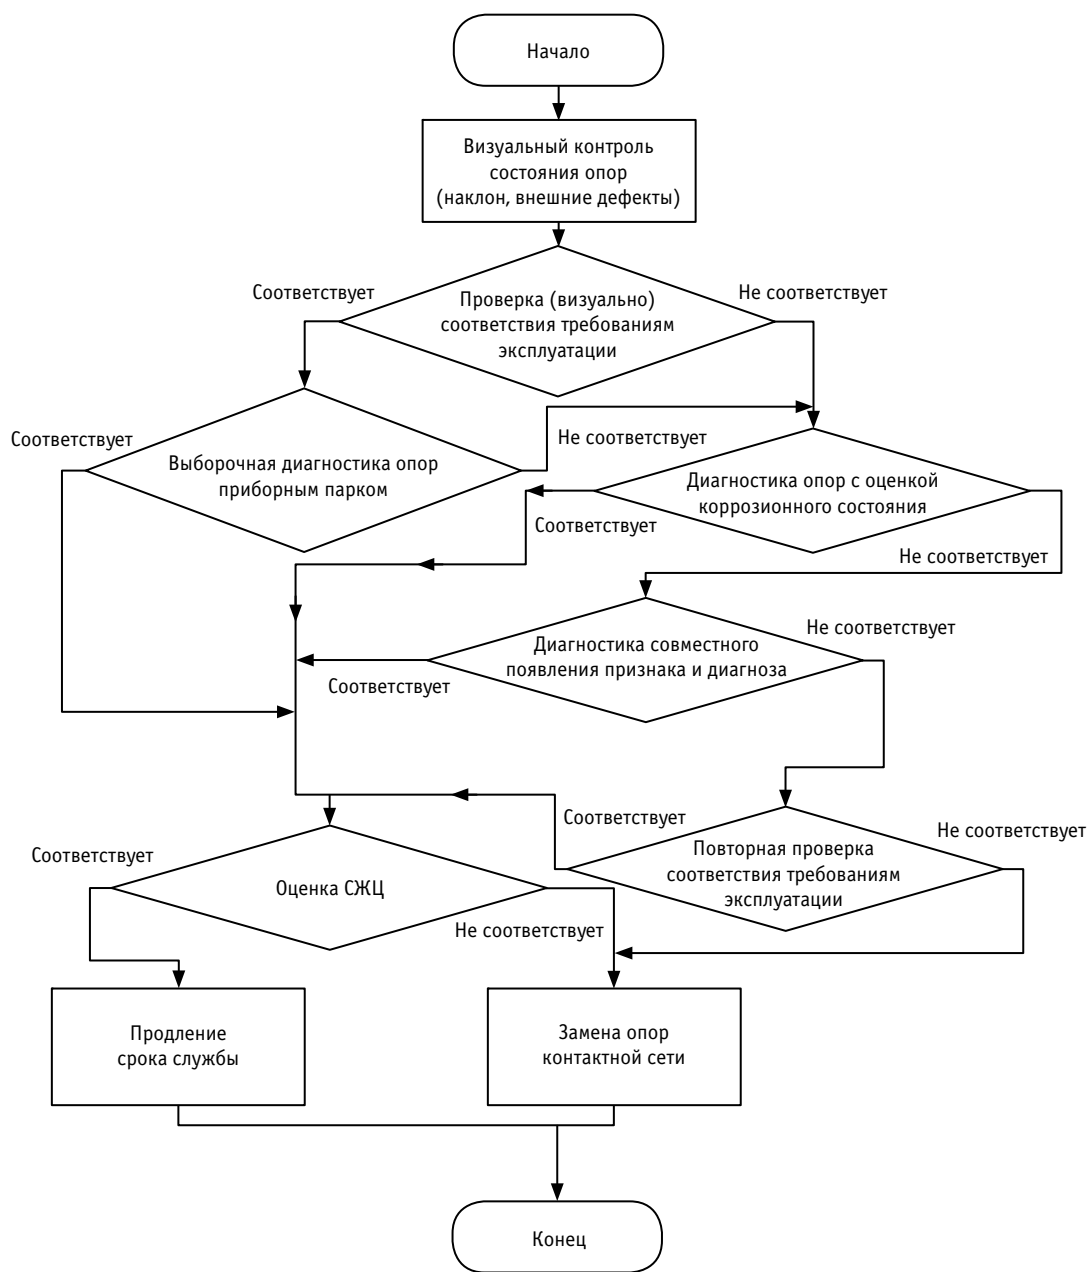 Начало
Визуальный контроль
состояния опор
(наклон, внешние дефекты)
Соответствует
Не соответствует
Проверка (визуально)
соответствия требованиям
эксплуатации
Соответствует
Не соответствует
Выборочная диагностика опор
приборным парком
Диагностика опор с оценкой
коррозионного состояния
Соответствует
Не соответствует
Диагностика совместного
появления признака и диагноза
Не соответствует
Соответствует
Соответствует
Не соответствует
Повторная проверка
соответствия требованиям
эксплуатации
Соответствует
Оценка СЖЦ
Не соответствует
Продление
срока службы
Замена опор
контактной сети
Конец